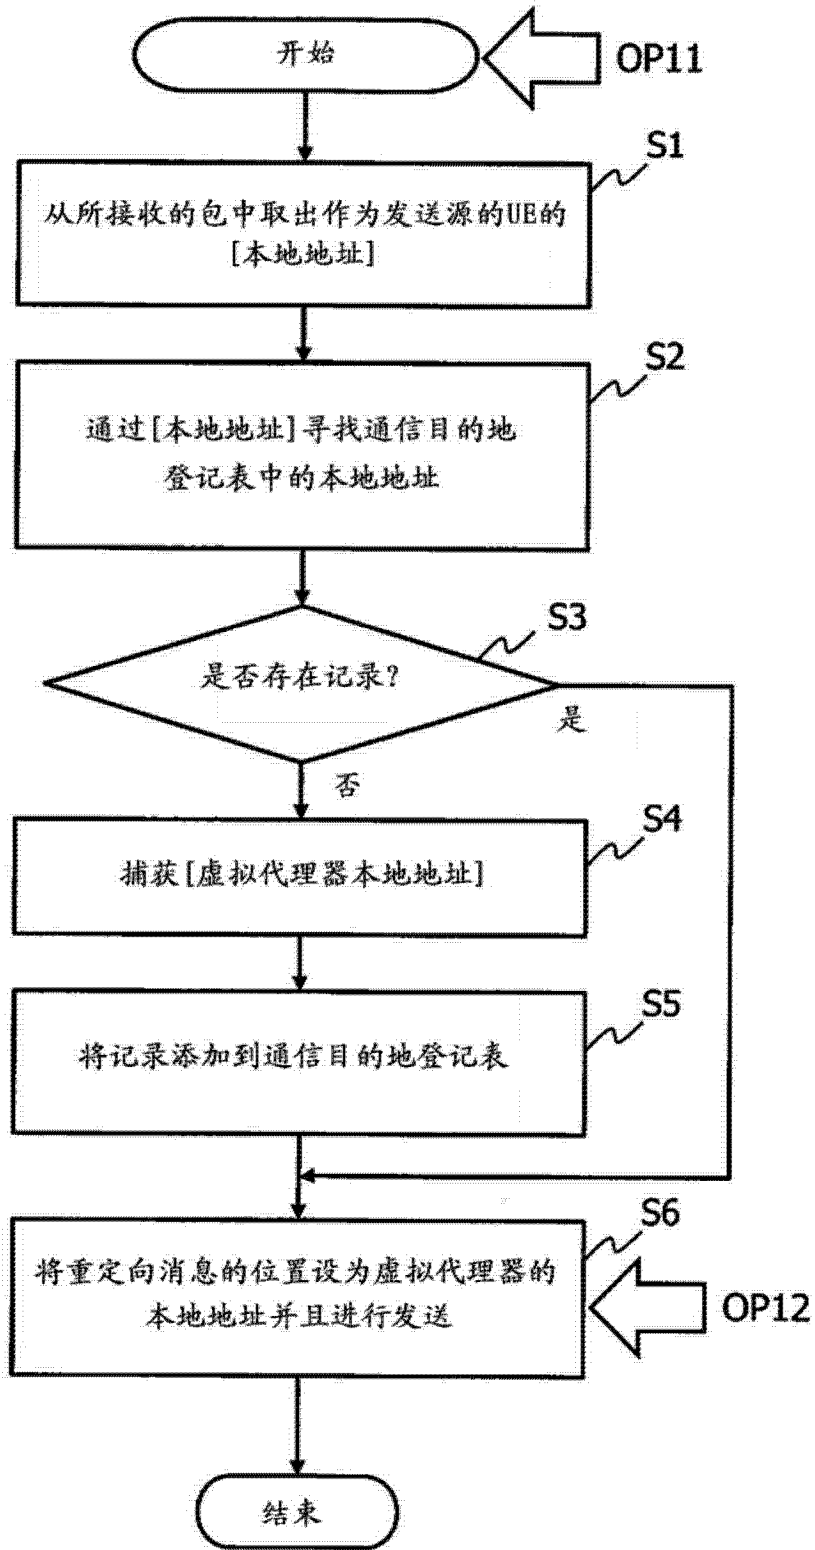 开始
OP11
S1
从所接收的包中取出作为发送源的UE的
[本地地址]
S2
通过[本地地址]寻找通信目的地
登记表中的本地地址
S3
是否存在记录?
是
否
S4
捕获[虚拟代理器本地地址]
S5
将记录添加到通信目的地登记表
S6
将重定向消息的位置设为虚拟代理器的
本地地址并且进行发送
OP12
结束